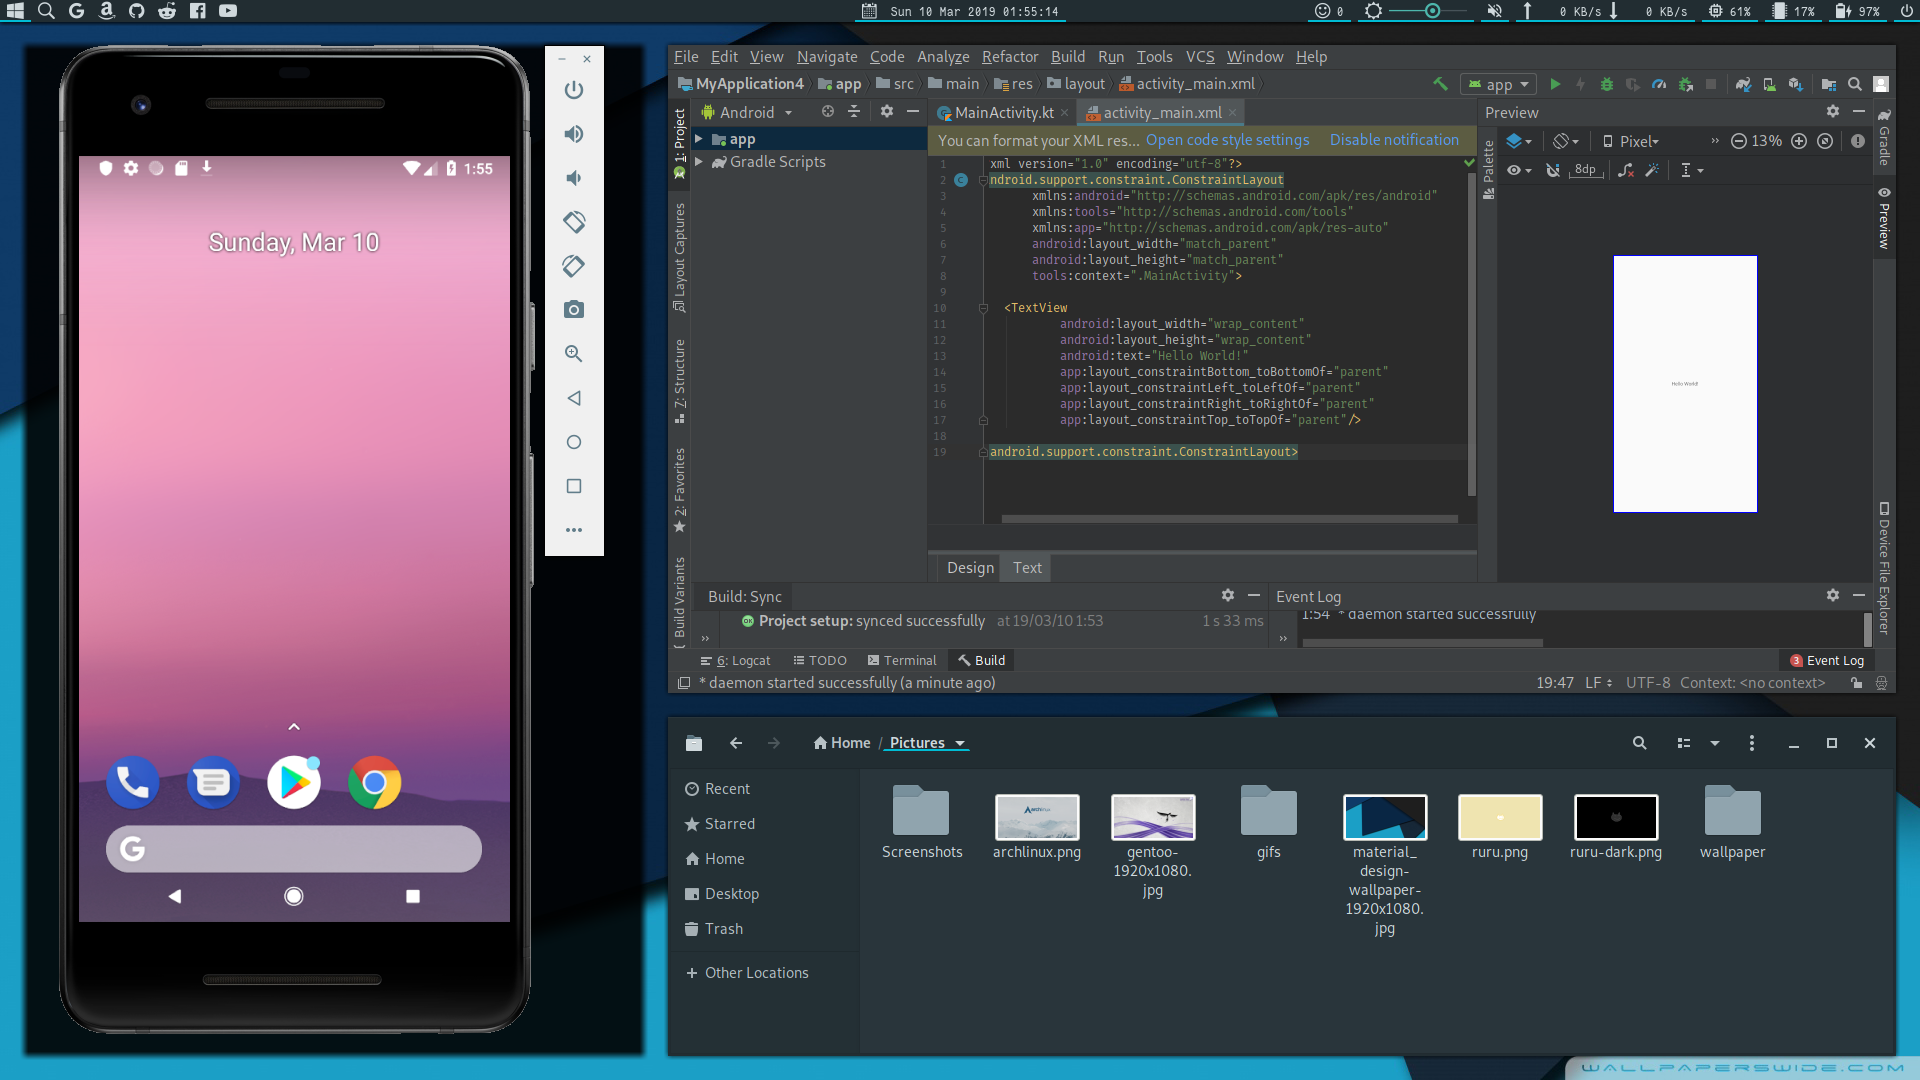 Sun 10 Mar 2019 01:55:14
0
0 KB/s
0 KB/s
61%
17%
97%
1:55
Sunday, Mar 10
File Edit View Navigate Code Analyze Refactor Build Run Tools VCS Window Help
MyApplication4 app src main res layout activity_main.xml
app
1: Project
Layout Captures
7: Structure
2: Favorites
Build Variants
Android
app
Gradle Scripts
MainActivity.kt
activity_main.xml
You can format your XML res... Open code style settings Disable notification
1 xml version="1.0" encoding="utf-8"?>
2 ndroid.support.constraint.ConstraintLayout
3 xmlns:android="http://schemas.android.com/apk/res/android"
4 xmlns:tools="http://schemas.android.com/tools"
5 xmlns:app="http://schemas.android.com/apk/res-auto"
6 android:layout_width="match_parent"
7 android:layout_height="match_parent"
8 tools:context=".MainActivity">
9
10 <TextView
11 android:layout_width="wrap_content"
12 android:layout_height="wrap_content"
13 android:text="Hello World!"
14 app:layout_constraintBottom_toBottomOf="parent"
15 app:layout_constraintLeft_toLeftOf="parent"
16 app:layout_constraintRight_toRightOf="parent"
17 app:layout_constraintTop_toTopOf="parent"/>
18
19 android.support.constraint.ConstraintLayout>
Design Text
Preview
Palette
Pixel
13%
8dp
Hello World!
Gradle
Preview
Device File Explorer
Build: Sync
Project setup: synced successfully at 19/03/10 1:53 1 s 33 ms
Event Log
1:54 * daemon started successfully
6: Logcat TODO Terminal Build
3 Event Log
* daemon started successfully (a minute ago)
19:47 LF UTF-8 Context: <no context>
Home / Pictures
Recent
Starred
Home
Desktop
Trash
+ Other Locations
Screenshots
archlinux.png
gentoo-
1920x1080.
jpg
gifs
material_
design-
wallpaper-
1920x1080.
jpg
ruru.png
ruru-dark.png
wallpaper
WALLPAPERSWIDE.COM